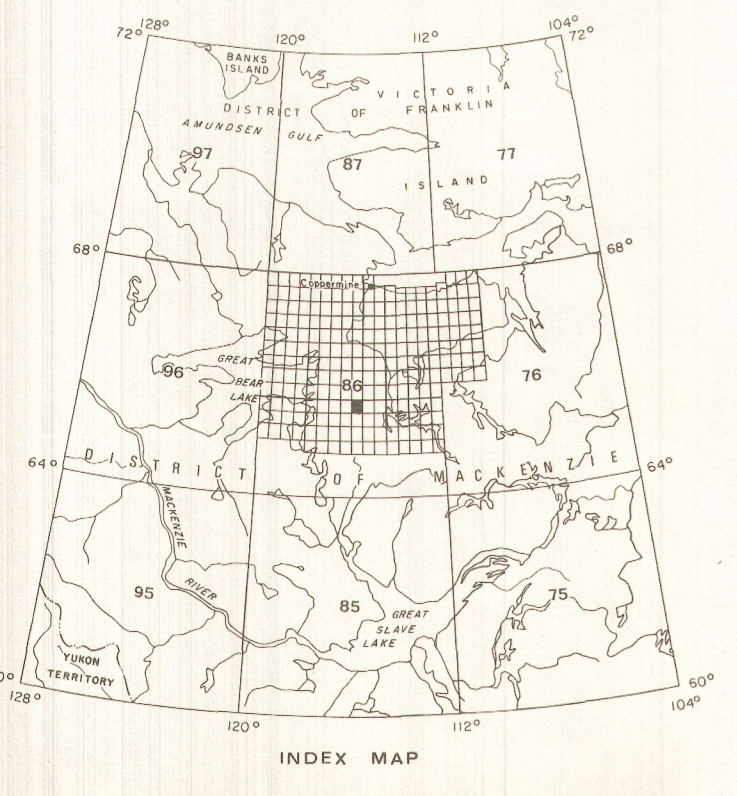 128° 120° 112° 104°
72° 72°
BANKS
ISLAND
VICTORIA
DISTRICT OF FRANKLIN
AMUNDSEN GULF
97 87 77
ISLAND
68° 68°
Coppermine
GREAT
BEAR
LAKE
96 86 76
DISTRICT OF MACKENZIE
64° 64°
MACKENZIE
RIVER
95 85 75
GREAT
SLAVE
LAKE
YUKON
TERRITORY
0° 60°
128° 120° 112° 104°
INDEX MAP